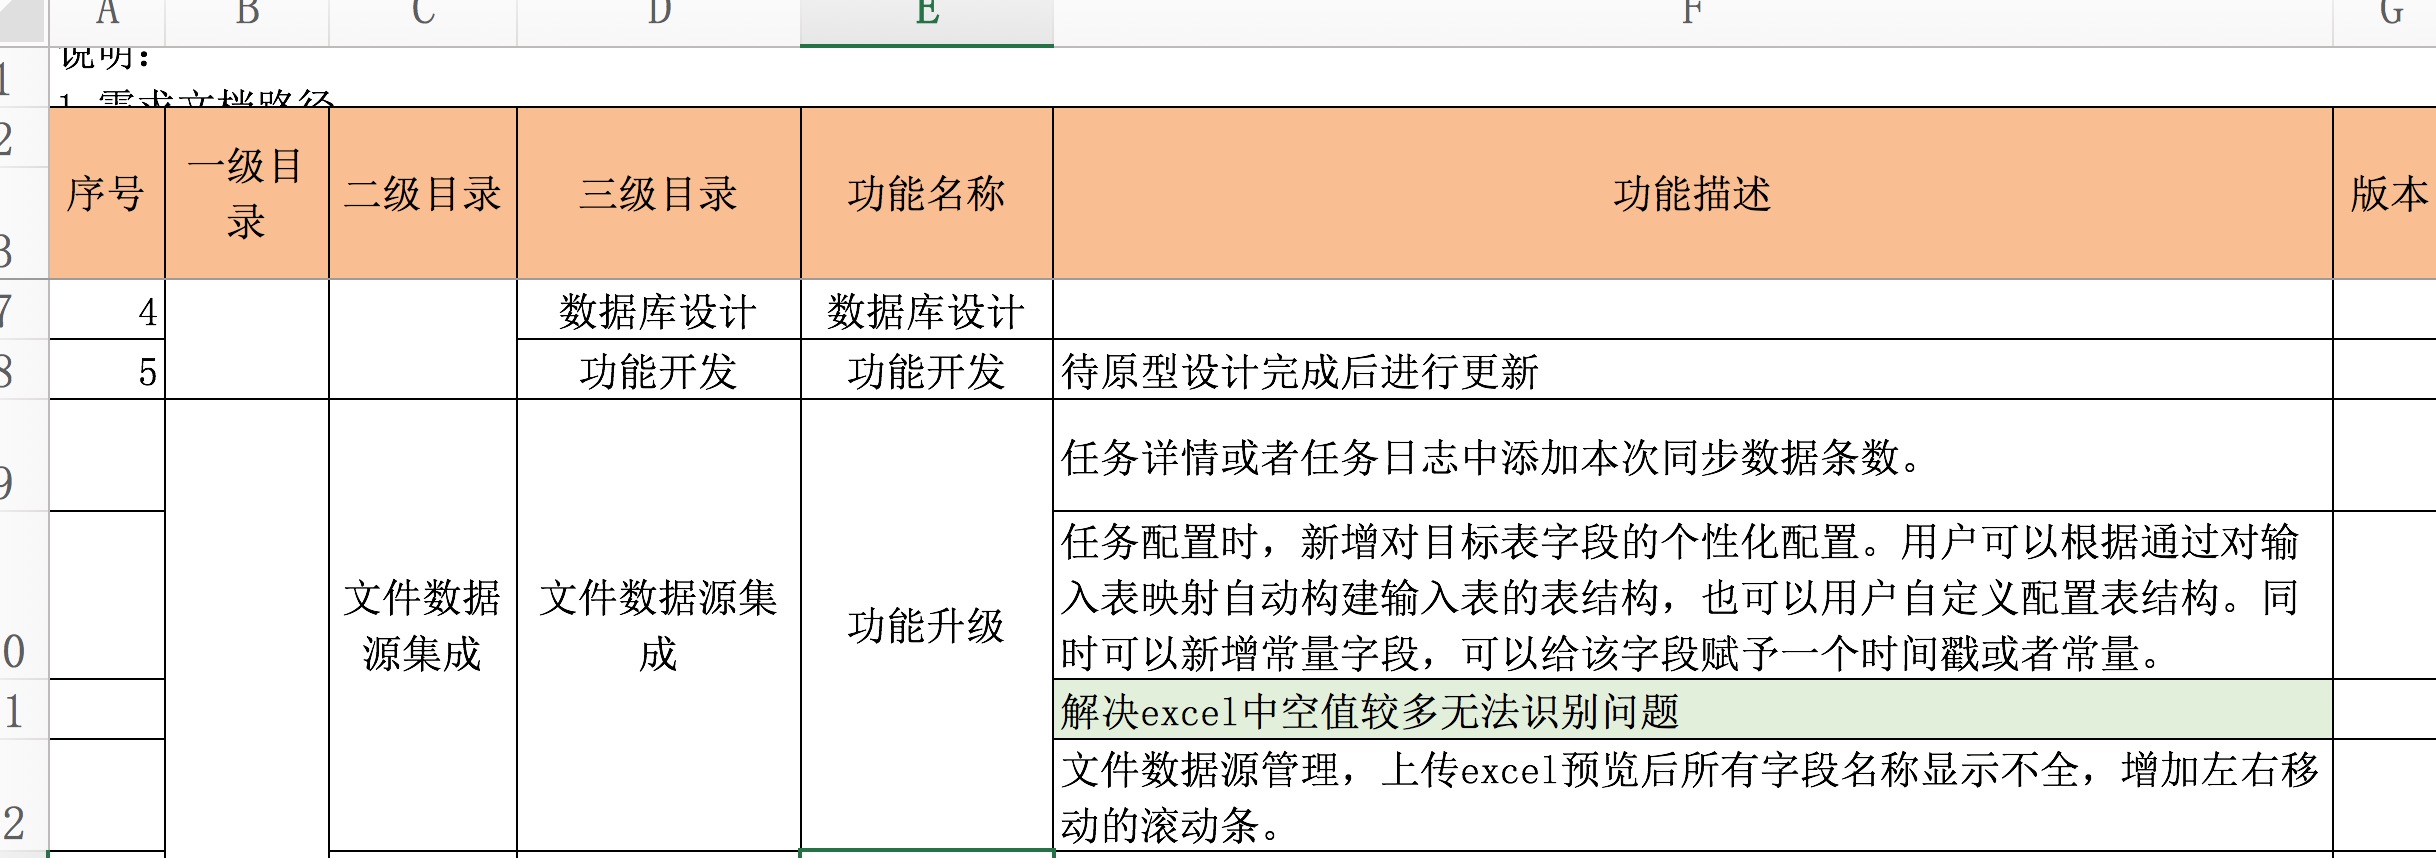 A B C D E F G
1 说明：
1 需求文档路径
2
3
序号 一级目录 二级目录 三级目录 功能名称 功能描述 版本
7 4 数据库设计 数据库设计
8 5 功能开发 功能开发 待原型设计完成后进行更新
9 任务详情或者任务日志中添加本次同步数据条数。
文件数据
源集成
文件数据源集
成
功能升级
0 任务配置时，新增对目标表字段的个性化配置。用户可以根据通过对输
入表映射自动构建输入表的表结构，也可以用户自定义配置表结构。同
时可以新增常量字段，可以给该字段赋予一个时间戳或者常量。
1 解决excel中空值较多无法识别问题
2 文件数据源管理，上传excel预览后所有字段名称显示不全，增加左右移
动的滚动条。